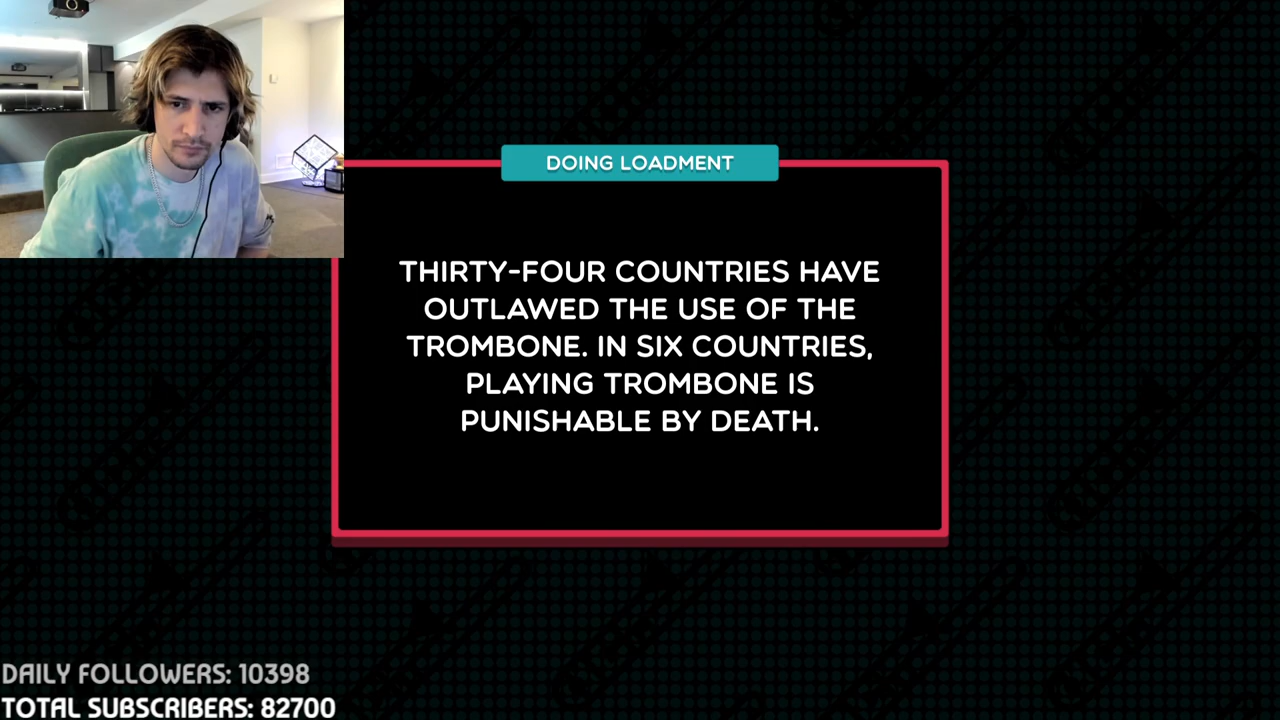 DOING LOADMENT
THIRTY-FOUR COUNTRIES HAVE
OUTLAWED THE USE OF THE
TROMBONE. IN SIX COUNTRIES,
PLAYING TROMBONE IS
PUNISHABLE BY DEATH.
DAILY FOLLOWERS: 10398
TOTAL SUBSCRIBERS: 82700